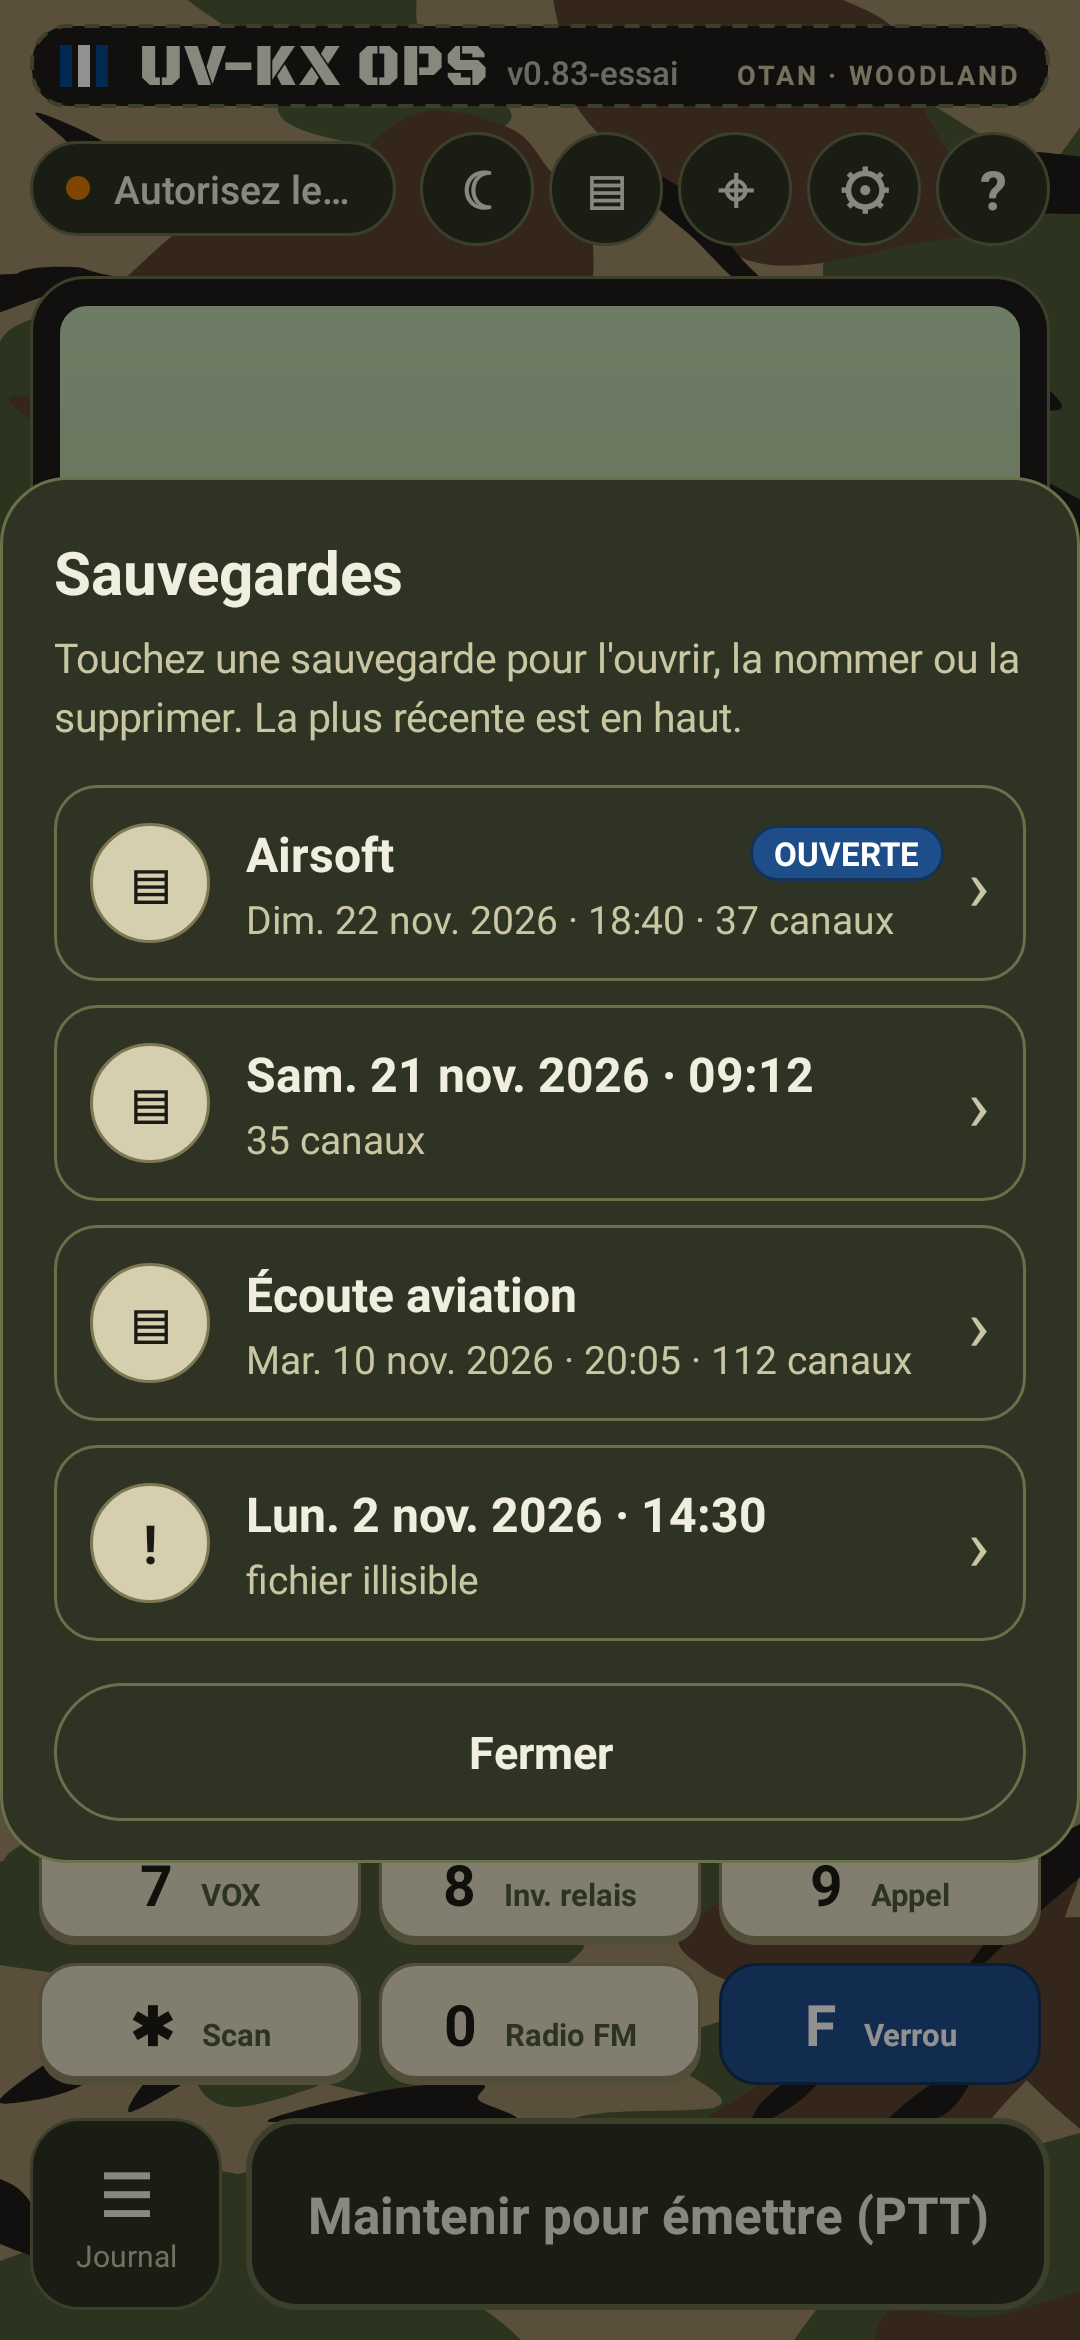 UV-KX OPS v0.83-essai OTAN · WOODLAND
Autorisez le… ?
Sauvegardes
Touchez une sauvegarde pour l'ouvrir, la nommer ou la
supprimer. La plus récente est en haut.
Airsoft OUVERTE
Dim. 22 nov. 2026 · 18:40 · 37 canaux
Sam. 21 nov. 2026 · 09:12
35 canaux
Écoute aviation
Mar. 10 nov. 2026 · 20:05 · 112 canaux
! Lun. 2 nov. 2026 · 14:30
fichier illisible
Fermer
7 VOX 8 Inv. relais 9 Appel
✱ Scan 0 Radio FM F Verrou
Journal Maintenir pour émettre (PTT)